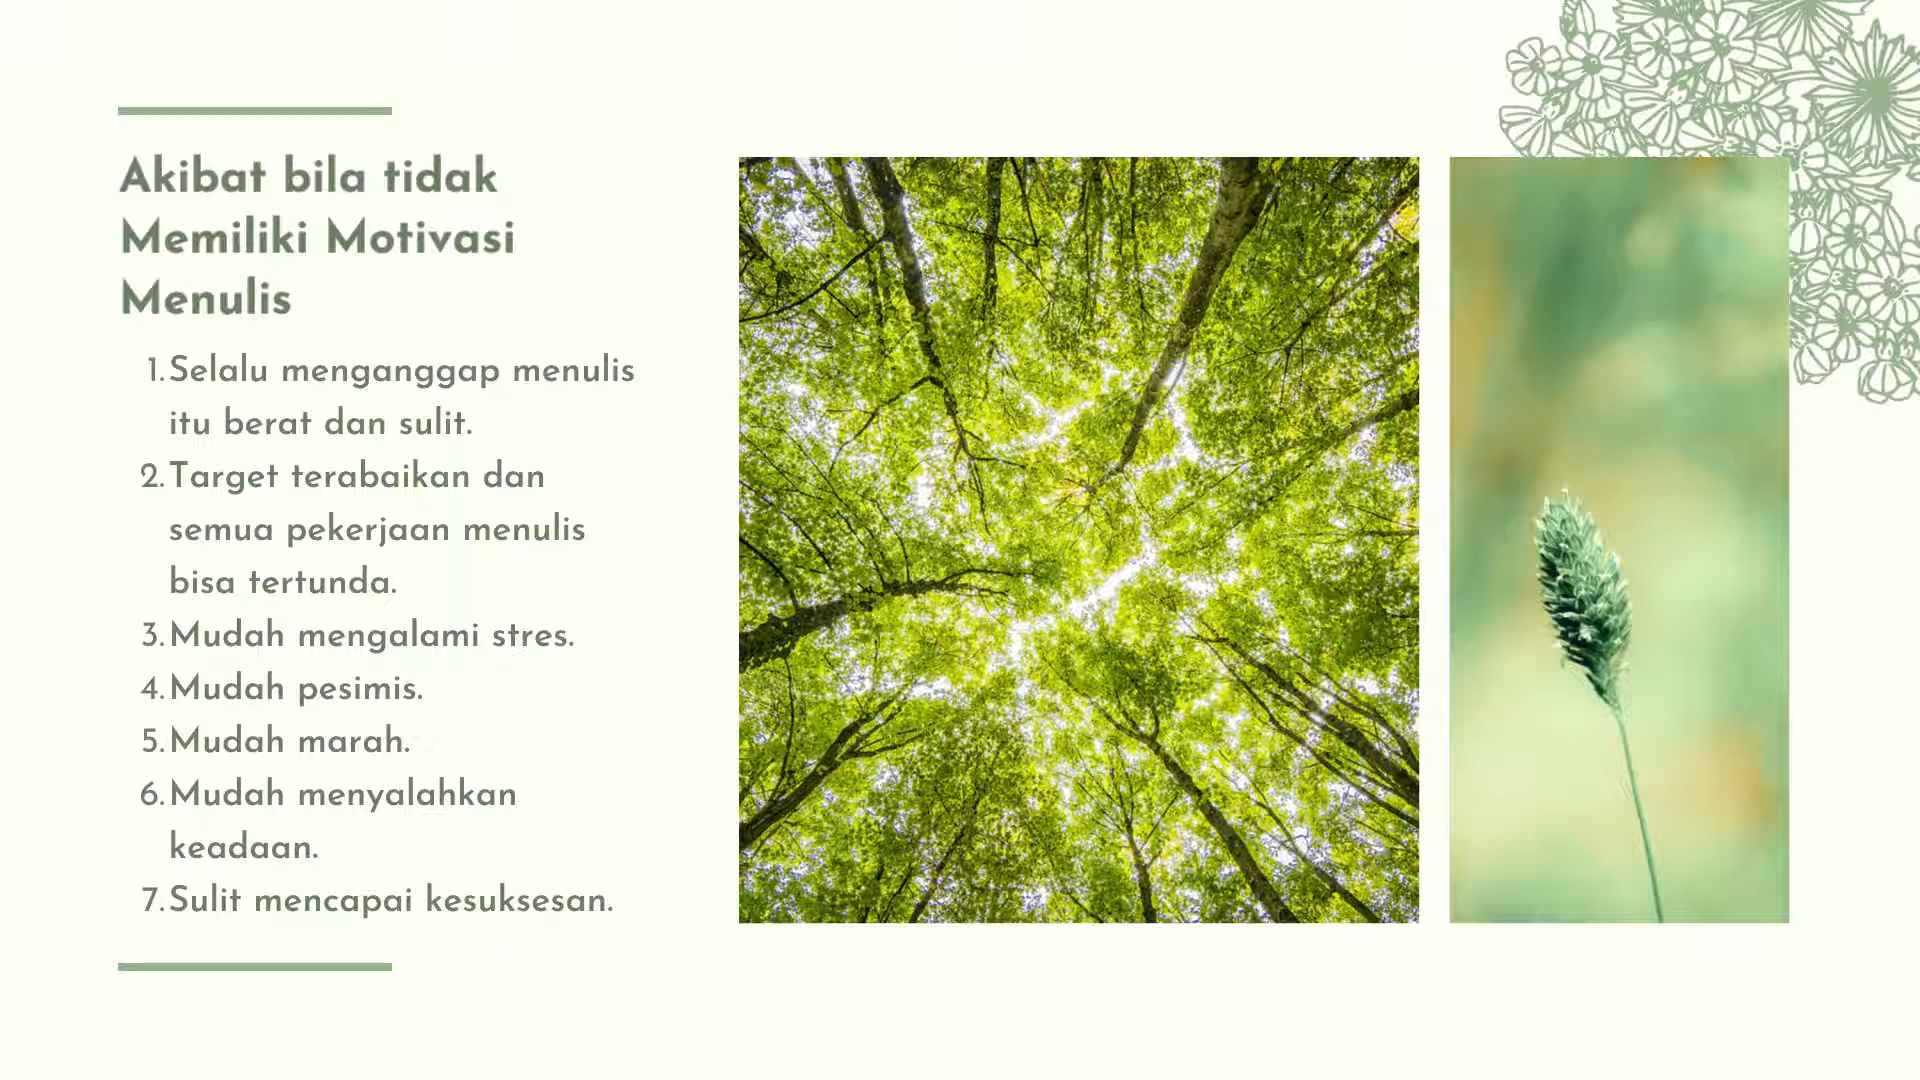 Akibat bila tidak
Memiliki Motivasi
Menulis
1. Selalu menganggap menulis
itu berat dan sulit.
2. Target terabaikan dan
semua pekerjaan menulis
bisa tertunda.
3. Mudah mengalami stres.
4. Mudah pesimis.
5. Mudah marah.
6. Mudah menyalahkan
keadaan.
7. Sulit mencapai kesuksesan.